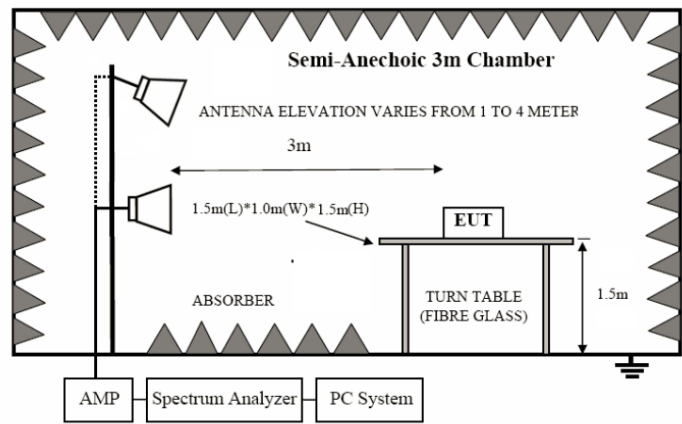 Semi-Anechoic 3m Chamber
ANTENNA ELEVATION VARIES FROM 1 TO 4 METER
3m
1.5m(L)*1.0m(W)*1.5m(H)
EUT
ABSORBER
TURN TABLE
(FIBRE GLASS)
1.5m
AMP
Spectrum Analyzer
PC System